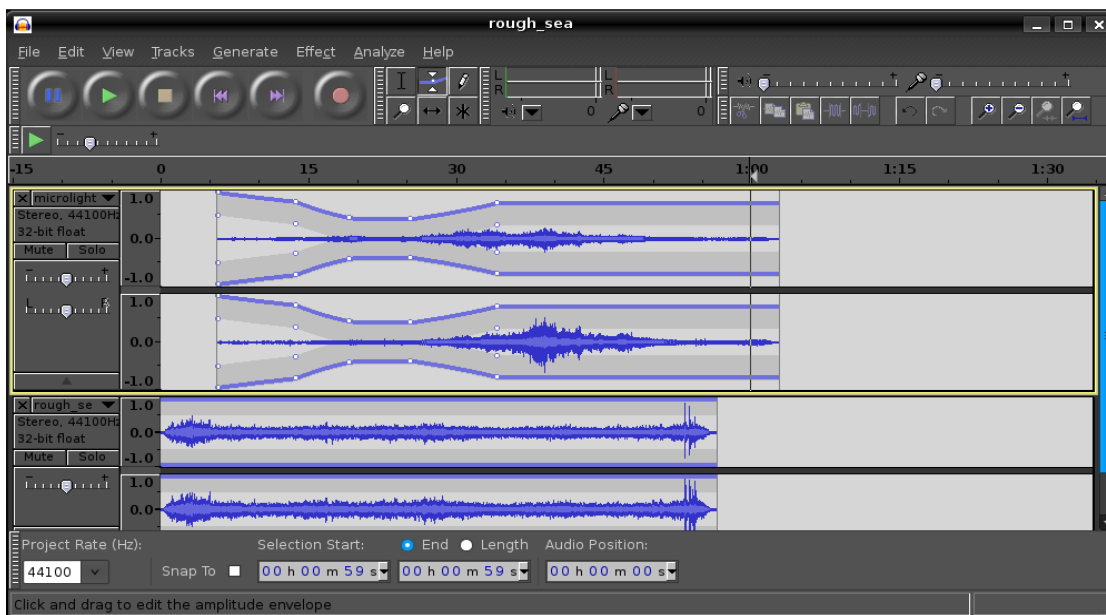 rough_sea
File Edit View Tracks Generate Effect Analyze Help
L
R
L
R
0
0
- +
- +
- +
-15 0 15 30 45 1:00 1:15 1:30
microlight
Stereo, 44100Hz
32-bit float
Mute Solo
- +
L R
1.0
0.0
-1.0
1.0
0.0
-1.0
rough_se
Stereo, 44100Hz
32-bit float
Mute Solo
- +
1.0
0.0
-1.0
1.0
0.0
Project Rate (Hz): Selection Start: End Length Audio Position:
44100 Snap To 00 h 00 m 59 s 00 h 00 m 59 s 00 h 00 m 00 s
Click and drag to edit the amplitude envelope